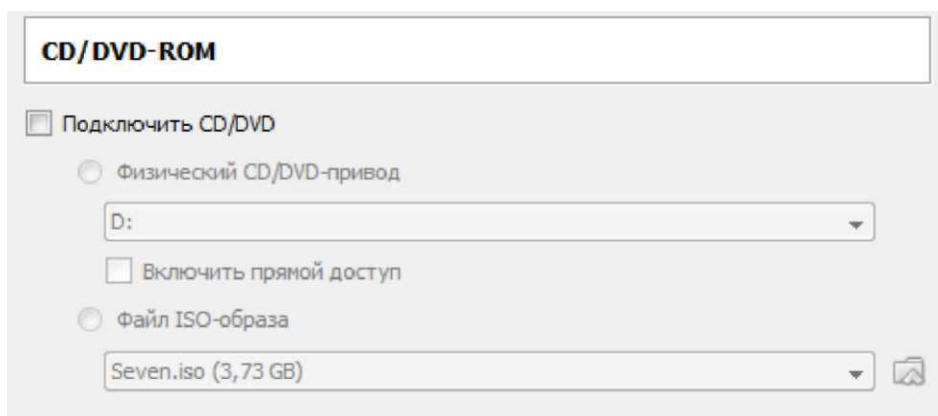 CD/DVD-ROM
Подключить CD/DVD
Физический CD/DVD-привод
D:
Включить прямой доступ
Файл ISO-образа
Seven.iso (3,73 GB)